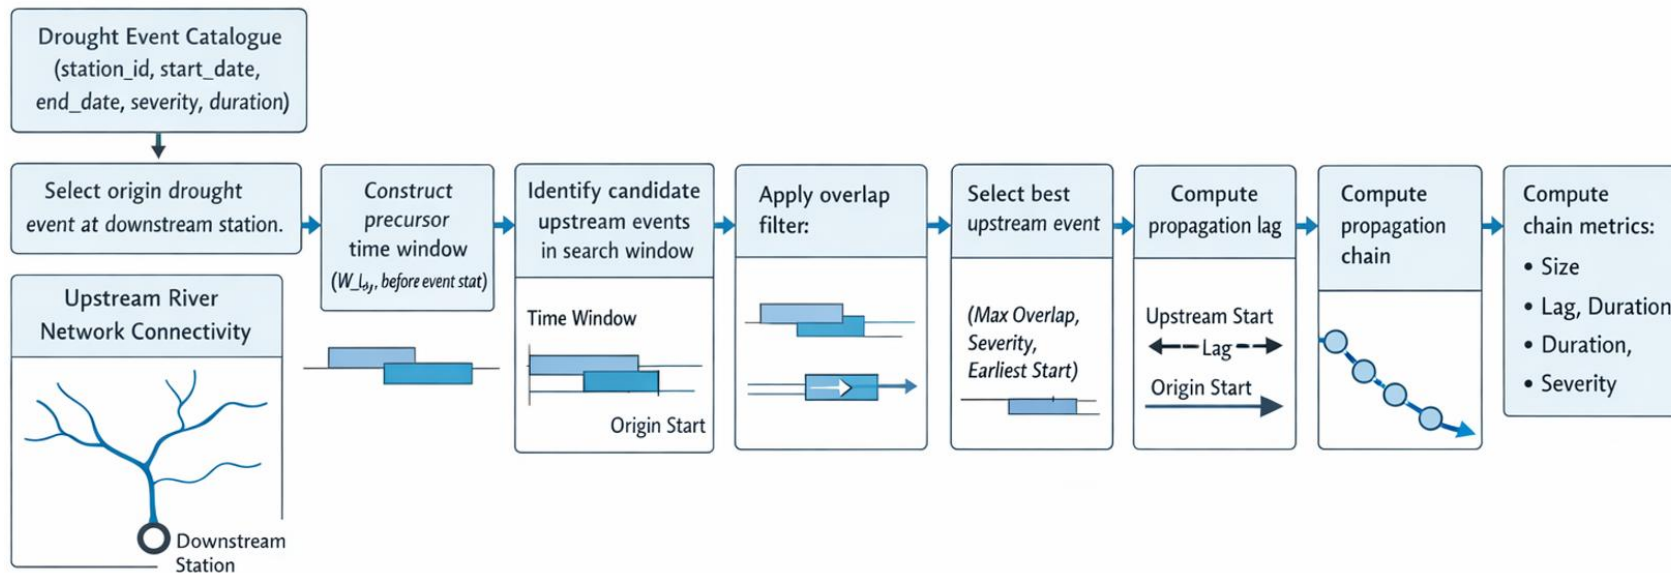 Drought Event Catalogue
(station_id, start_date,
end_date, severity, duration)
Select origin drought
event at downstream station.
Upstream River
Network Connectivity
Downstream
Station
Construct
precursor
time window
before event stat)
Identify candidate
upstream events
in search window
Time Window
Origin Start
Apply overlap
filter:
Select best
upstream event
(Max Overlap,
Severity,
Earliest Start)
Compute
propagation lag
Upstream Start
Lag
Origin Start
Compute
propagation
chain
Compute
chain metrics:
• Size
• Lag, Duration
• Duration,
• Severity